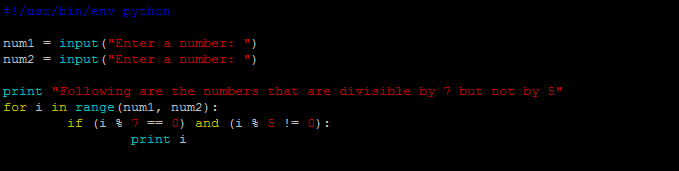 #!/usr/bin/env python
num1 = input("Enter a number: ")
num2 = input("Enter a number: ")
print "Following are the numbers that are divisible by 7 but not by 5"
for i in range(num1, num2):
        if (i % 7 == 0) and (i % 5 != 0):
                print i